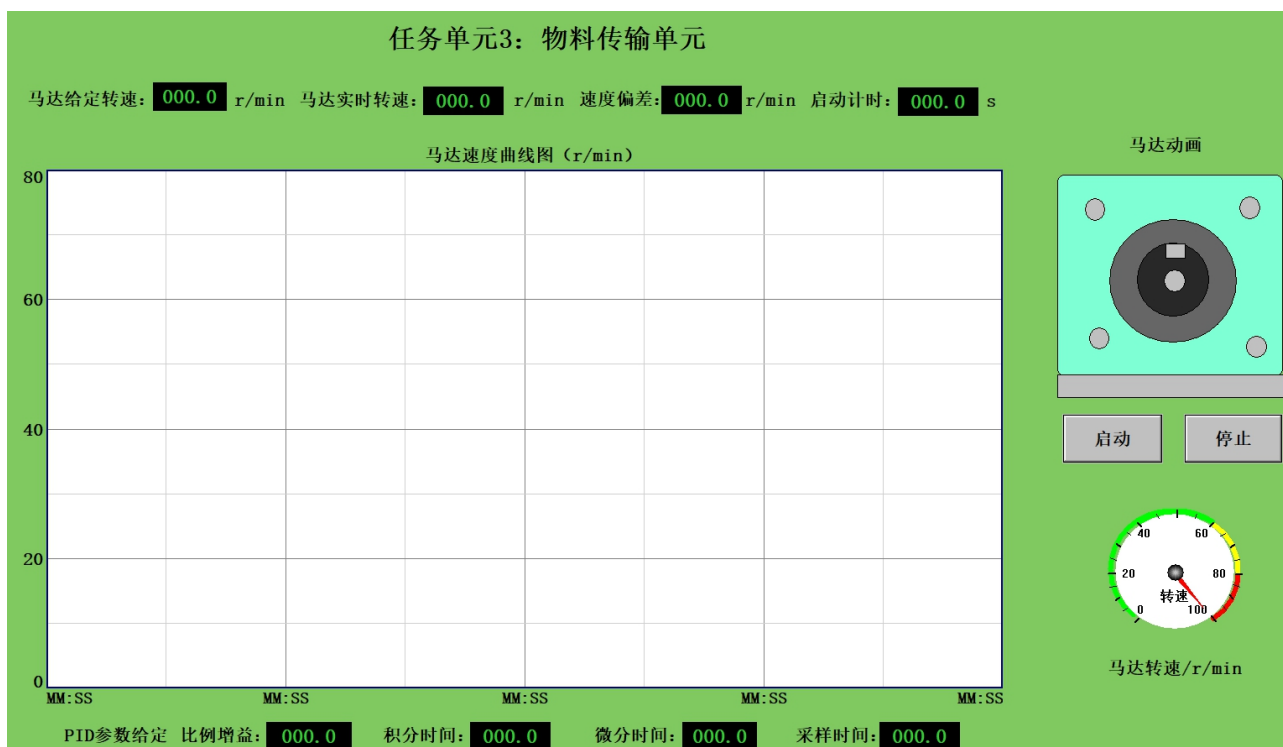 任务单元3：物料传输单元
马达给定转速：000.0 r/min 马达实时转速：000.0 r/min 速度偏差：000.0 r/min 启动计时：000.0 s
马达速度曲线图（r/min）
马达动画
80
60
40
20
0
MM:SS MM:SS MM:SS MM:SS MM:SS
启动 停止
40 60
20 80
转速
0 100
马达转速/r/min
PID参数给定 比例增益：000.0 积分时间：000.0 微分时间：000.0 采样时间：000.0